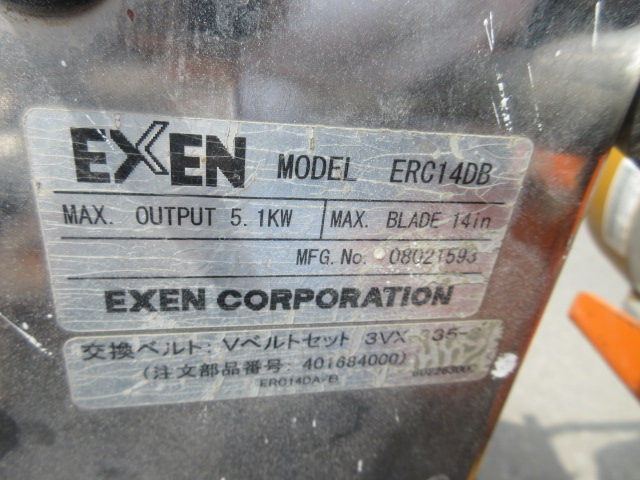 EXEN MODEL ERC14DB
MAX. OUTPUT 5.1KW MAX. BLADE 14in
MFG. No. 08021593
EXEN CORPORATION
交換ベルト: Vベルトセット 3VX
(注文部品番号: 401684000)
ERC14DA/B